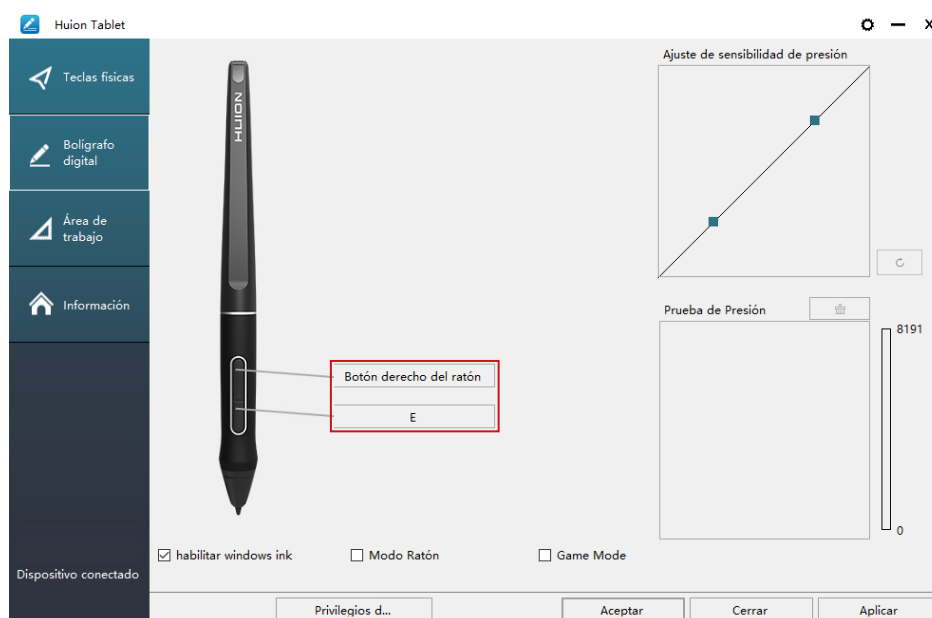 Huion Tablet
Teclas físicas
Bolígrafo
digital
Área de
trabajo
Información
Dispositivo conectado
HUION
Botón derecho del ratón
E
Ajuste de sensibilidad de presión
Prueba de Presión
8191
0
habilitar windows ink
Modo Ratón
Game Mode
Privilegios d...
Aceptar
Cerrar
Aplicar